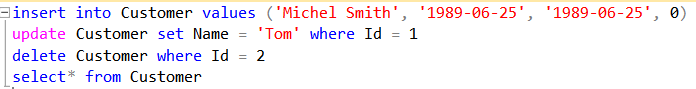 insert into Customer values ('Michel Smith', '1989-06-25', '1989-06-25', 0)
update Customer set Name = 'Tom' where Id = 1
delete Customer where Id = 2
select* from Customer